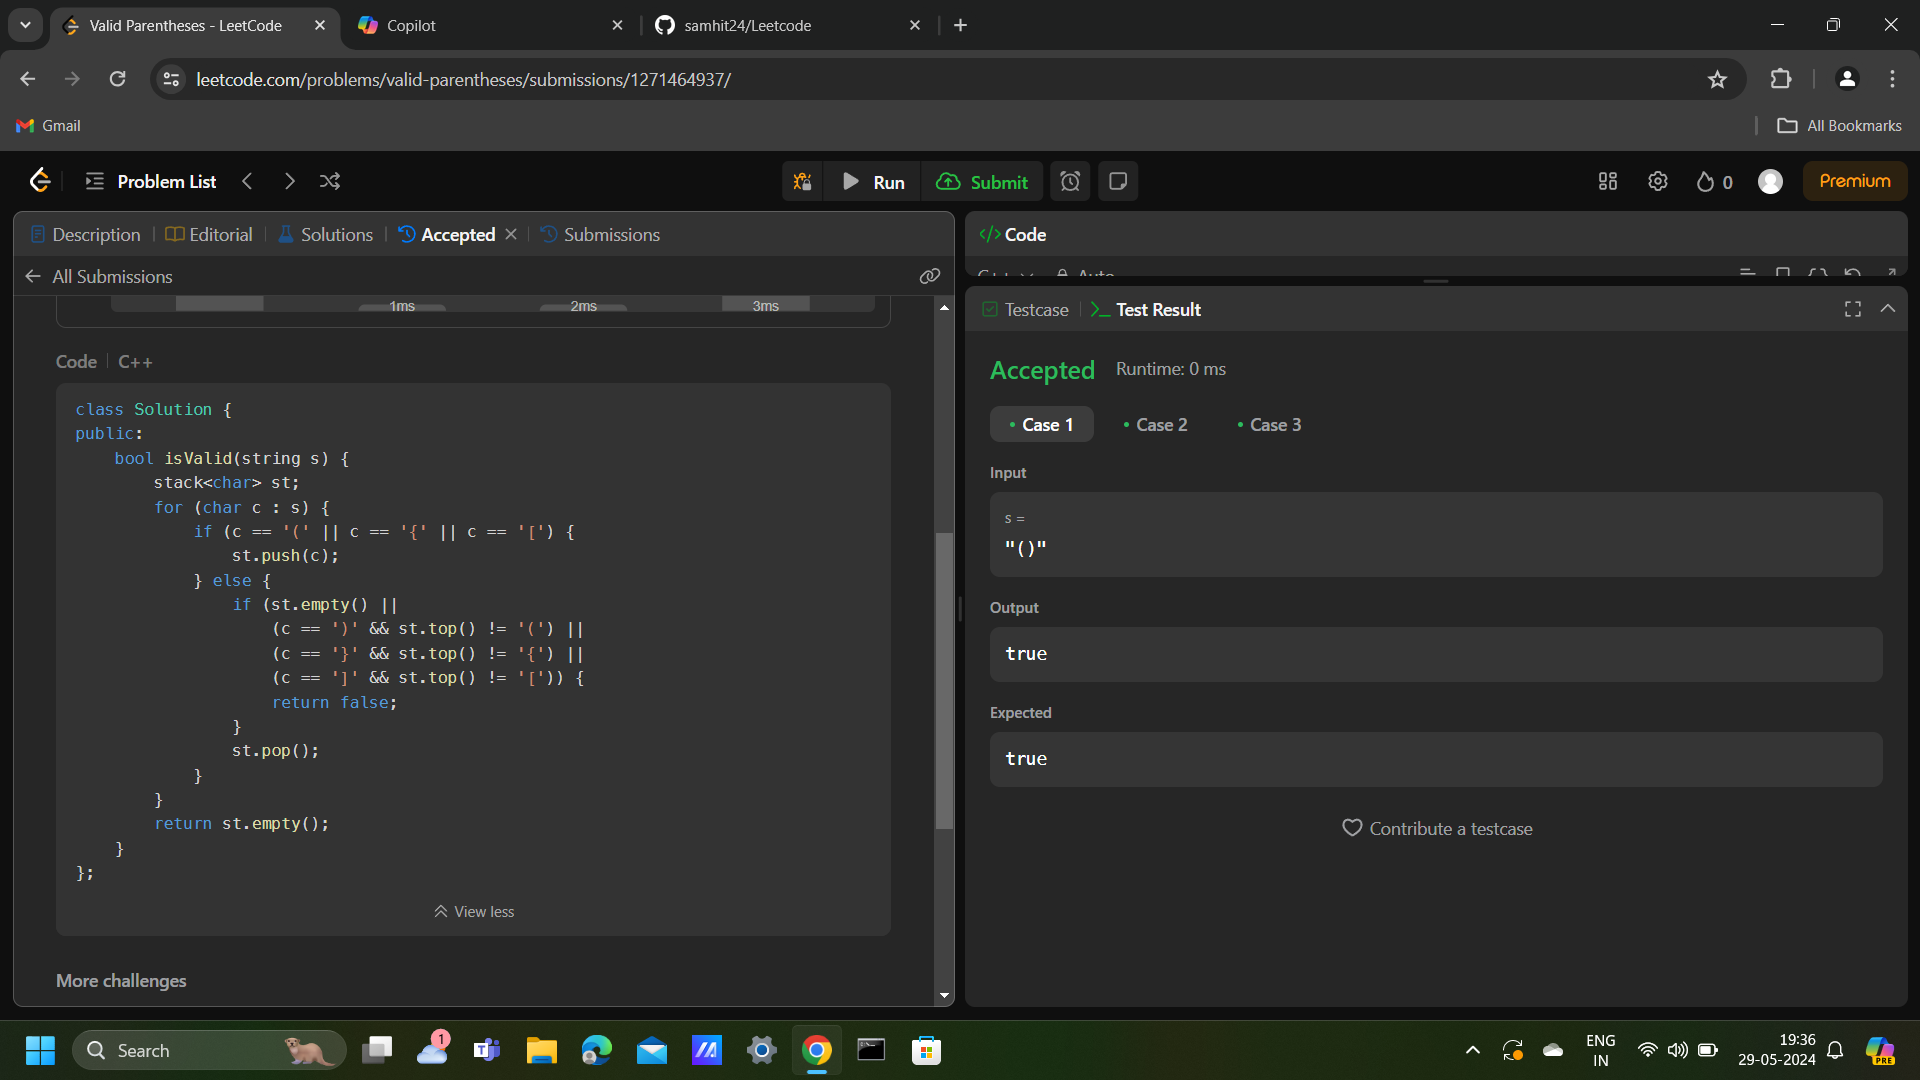 Valid Parentheses - LeetCode
Copilot
samhit24/Leetcode
leetcode.com/problems/valid-parentheses/submissions/1271464937/
Gmail
All Bookmarks
Problem List
Run
Submit
0
Premium
Description
Editorial
Solutions
Accepted
Submissions
All Submissions
1ms
2ms
3ms
Code
C++
class Solution {
public:
    bool isValid(string s) {
        stack<char> st;
        for (char c : s) {
            if (c == '(' || c == '{' || c == '[') {
                st.push(c);
            } else {
                if (st.empty() ||
                    (c == ')' && st.top() != '(') ||
                    (c == '}' && st.top() != '{') ||
                    (c == ']' && st.top() != '[')) {
                    return false;
                }
                st.pop();
            }
        }
        return st.empty();
    }
};
View less
More challenges
</> Code
C++
Auto
Testcase
Test Result
Accepted
Runtime: 0 ms
Case 1
Case 2
Case 3
Input
s =
"()"
Output
true
Expected
true
Contribute a testcase
Search
1
ENG
IN
19:36
29-05-2024
PRE